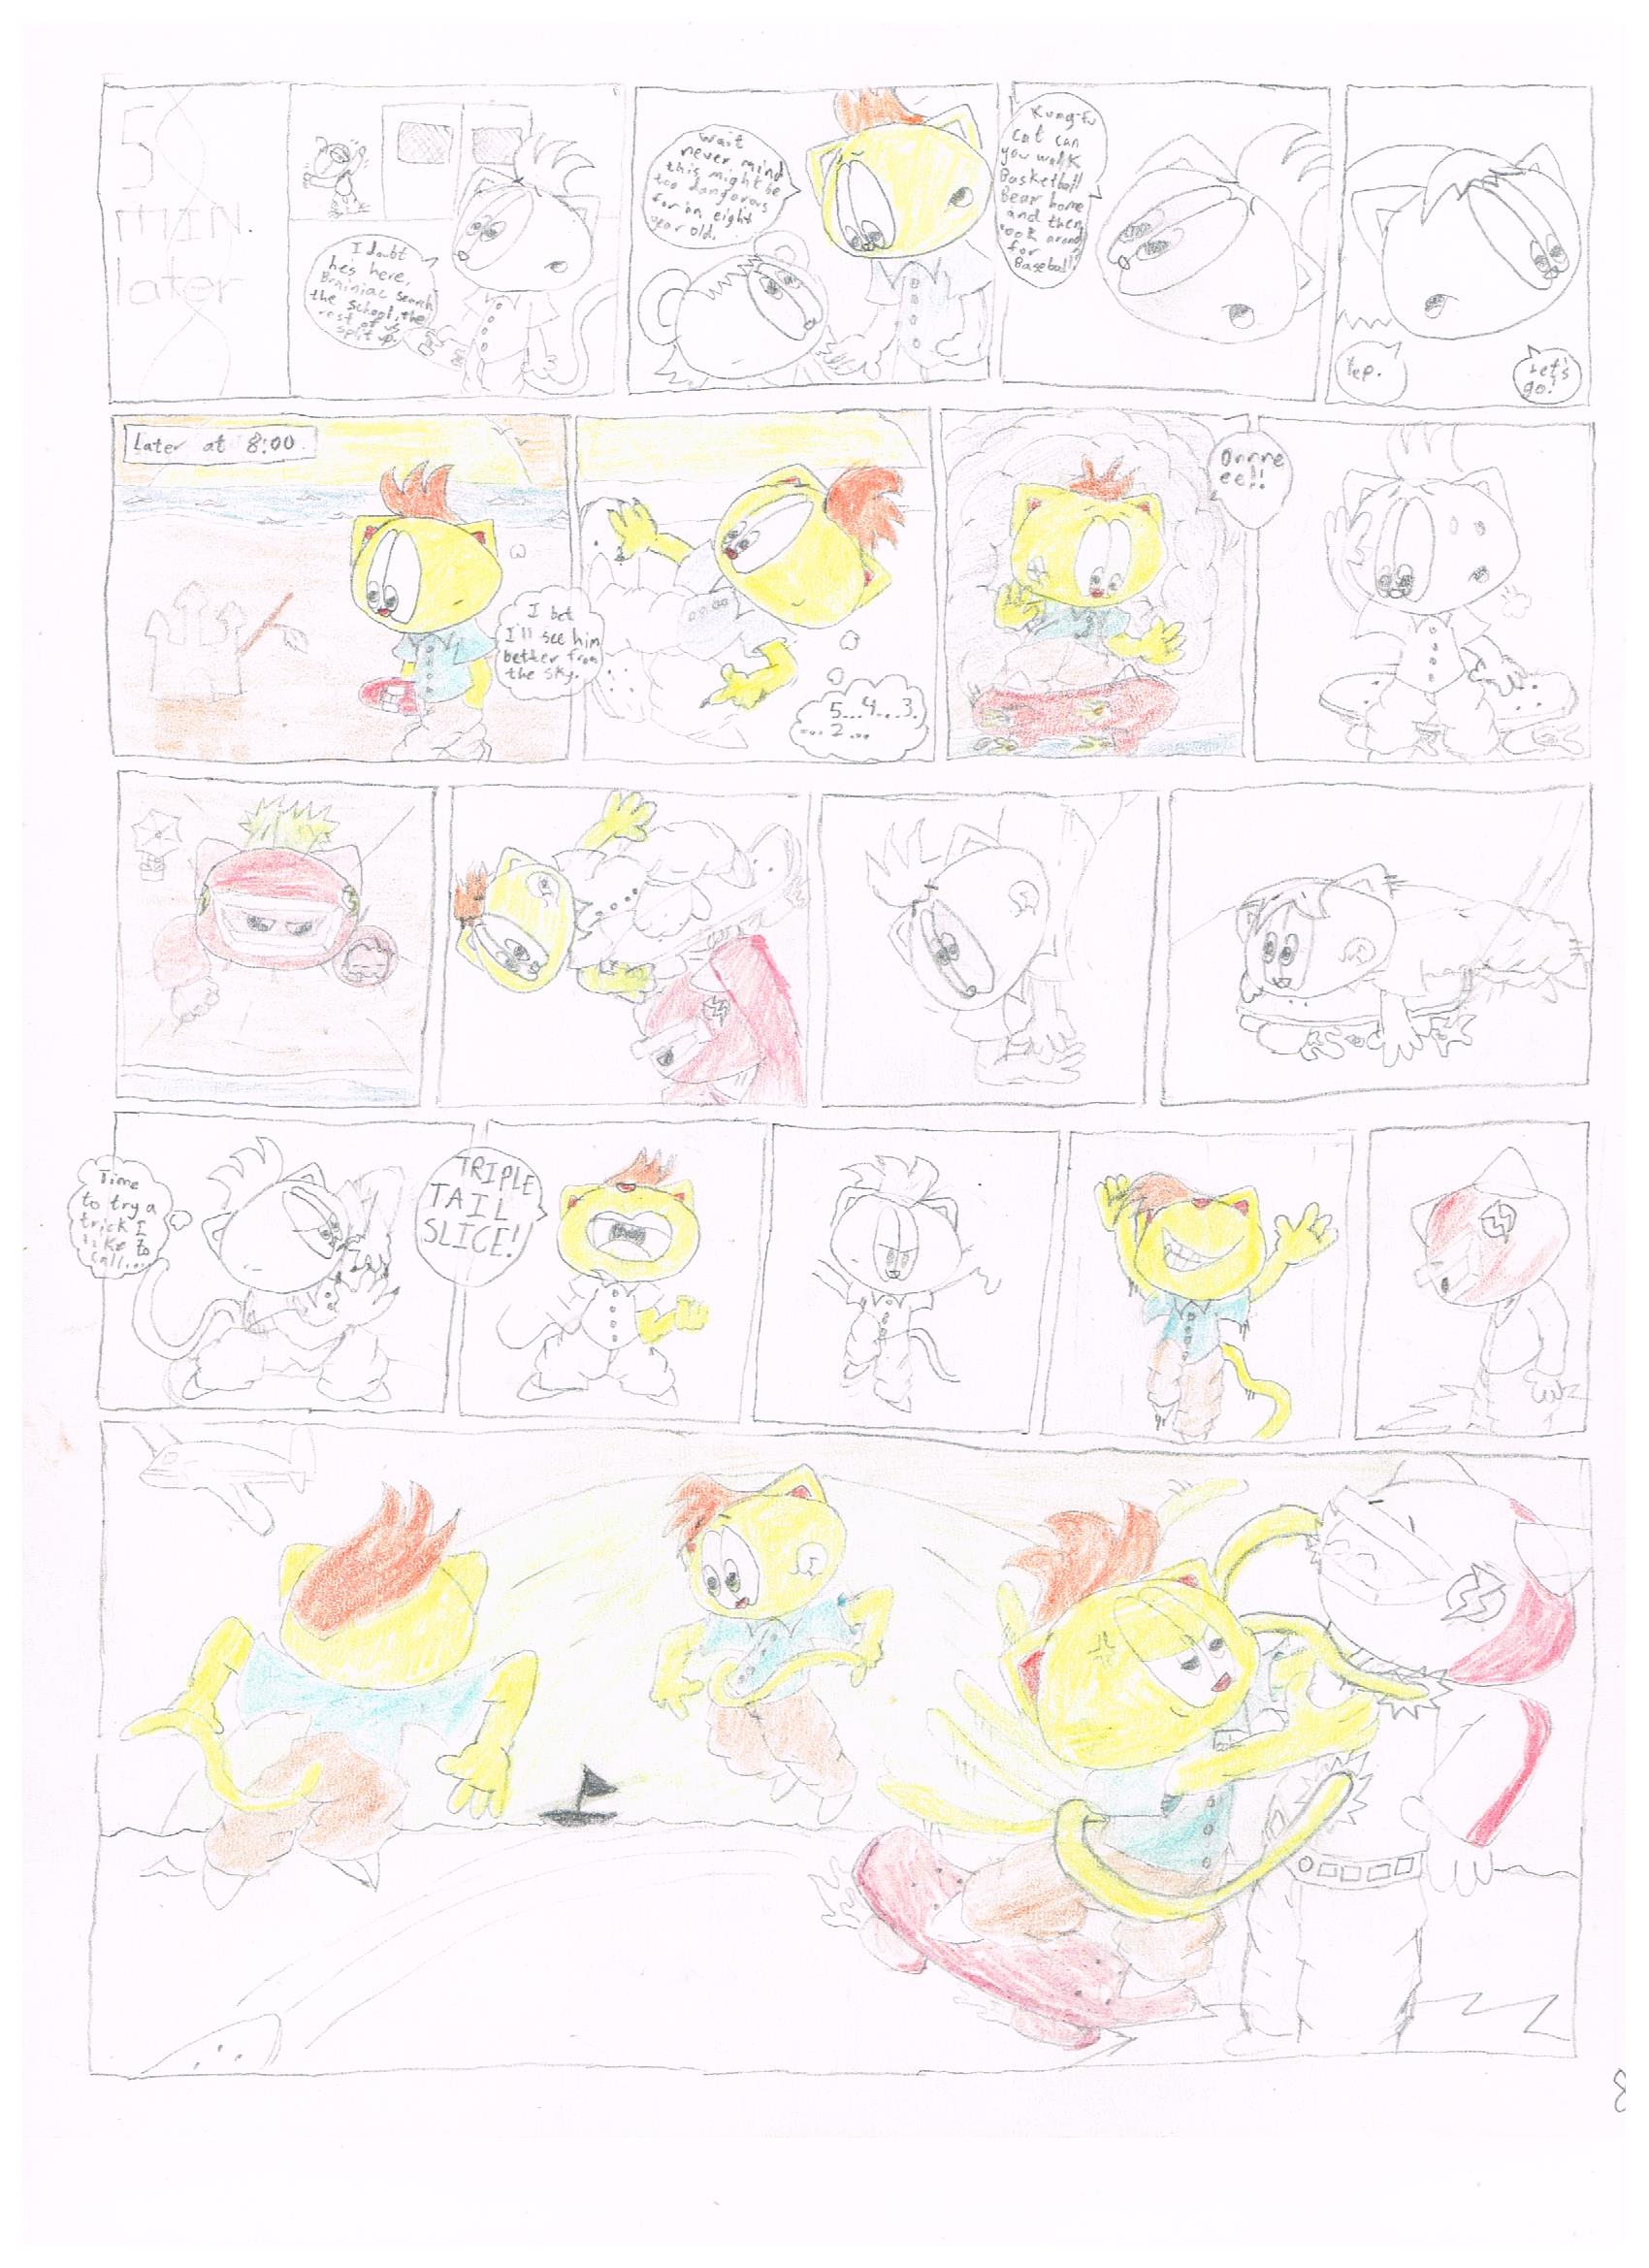 5
MIN.
later
I doubt
he's here,
Brainiac search
the school, the
rest of us
split up.
Wait
never mind
this might be
too dangorous
for an eight
year old.
Kung-fu
Cat can
you walk
Basketball
Bear home
and then
look around
for
Baseball?
Yep.
Let's
go!
Later at 8:00.
I bet
I'll see him
better from
the sky.
5...4...3.
...2...
Onnne
ee!!
Time
to try a
trick I
like to
call...
TRIPLE
TAIL
SLICE!
8